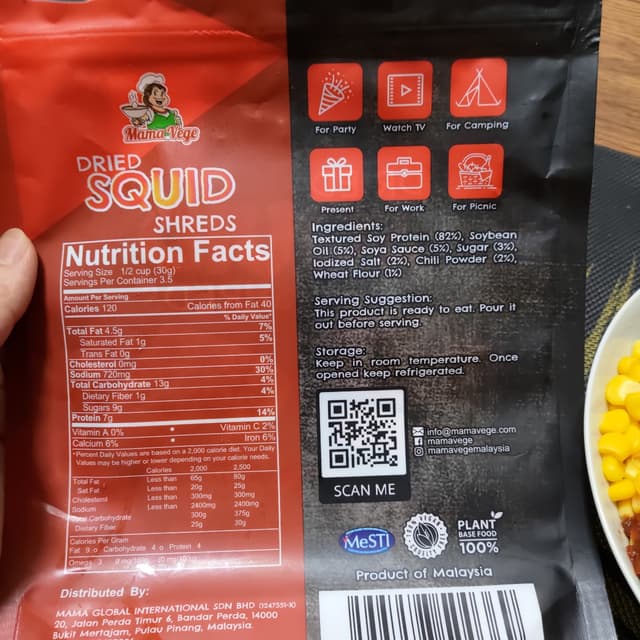 Mama Vege
DRIED
SQUID
SHREDS
Nutrition Facts
Serving Size 1/2 cup (30g)
Servings Per Container 3.5
Amount Per Serving
Calories 120 Calories from Fat 40
% Daily Value*
Total Fat 4.5g 7%
Saturated Fat 1g 5%
Trans Fat 0g
Cholesterol 0mg 0%
Sodium 720mg 30%
Total Carbohydrate 13g 4%
Dietary Fiber 1g 4%
Sugars 9g
Protein 7g 14%
Vitamin A 0% • Vitamin C 2%
Calcium 6% • Iron 6%
*Percent Daily Values are based on a 2,000 calorie diet. Your Daily
Values may be higher or lower depending on your calorie needs.
Calories 2,000 2,500
Total Fat Less than 65g 80g
Sat Fat Less than 20g 25g
Cholesterol Less than 300mg 300mg
Sodium Less than 2400mg 2400mg
Total Carbohydrate 300g 375g
Dietary Fiber 25g 30g
Calories Per Gram
Fat 9 o Carbohydrate 4 o Protein 4
Omega 3
Distributed By:
MAMA GLOBAL INTERNATIONAL SDN BHD
20, Jalan Perda Timur 6, Bandar Perda, 14000
Bukit Mertajam, Pulau Pinang, Malaysia.
For Party Watch TV For Camping
Present For Work For Picnic
Ingredients:
Textured Soy Protein (82%), Soybean
Oil (5%), Soya Sauce (5%), Sugar (3%),
Iodized Salt (2%), Chili Powder (2%),
Wheat Flour (1%)
Serving Suggestion:
This product is ready to eat. Pour it
out before serving.
Storage:
Keep in room temperature. Once
opened keep refrigerated.
info@mamavege.com
mamavege
mamavegemalaysia
SCAN ME
MeSTI
PLANT
BASE FOOD
100%
Product of Malaysia